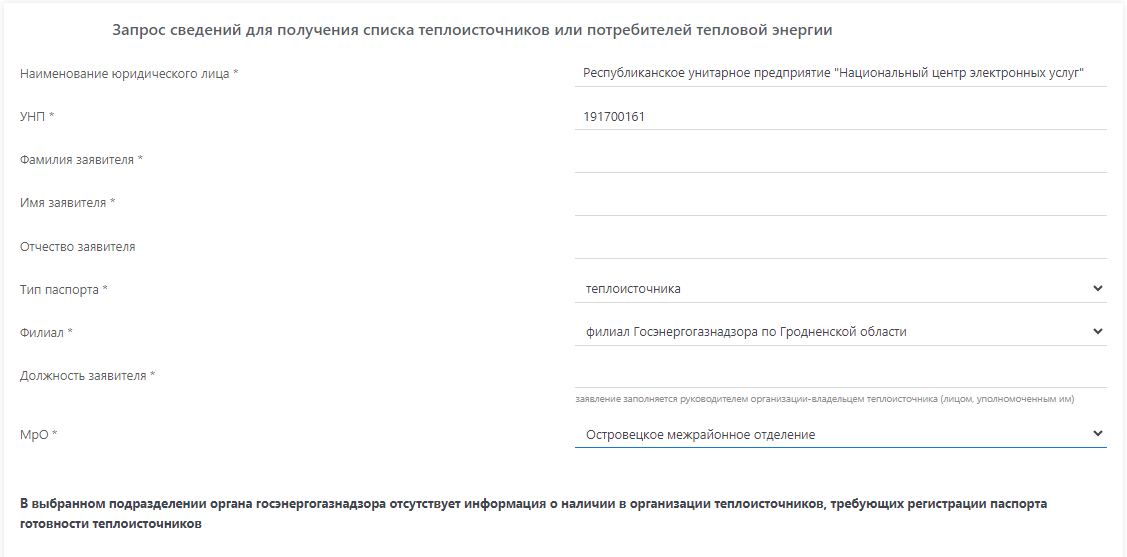 Запрос сведений для получения списка теплоисточников или потребителей тепловой энергии
Наименование юридического лица *
Республиканское унитарное предприятие "Национальный центр электронных услуг"
УНП *
191700161
Фамилия заявителя *
Имя заявителя *
Отчество заявителя
Тип паспорта *
теплоисточника
Филиал *
филиал Госэнергогазнадзора по Гродненской области
Должность заявителя *
заявление заполняется руководителем организации-владельцем теплоисточника (лицом, уполномоченным им)
МрО *
Островецкое межрайонное отделение
В выбранном подразделении органа госэнергогазнадзора отсутствует информация о наличии в организации теплоисточников, требующих регистрации паспорта
готовности теплоисточников